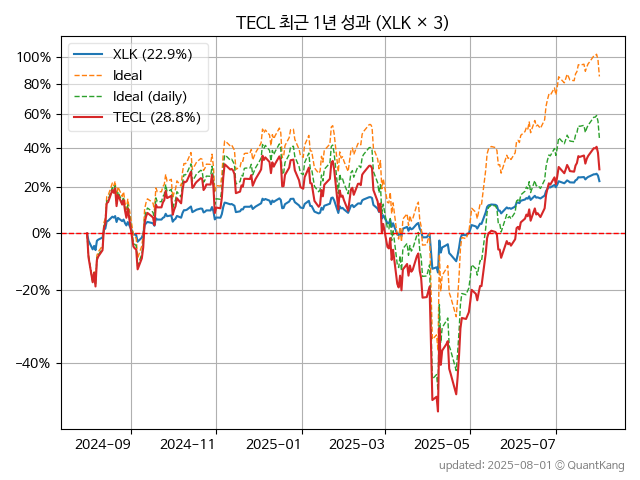 TECL 최근 1년 성과 (XLK × 3)
XLK (22.9%)
Ideal
Ideal (daily)
TECL (28.8%)
100%
80%
60%
40%
20%
0%
−20%
−40%
2024−09
2024−11
2025−01
2025−03
2025−05
2025−07
updated: 2025-08-01 © QuantKang